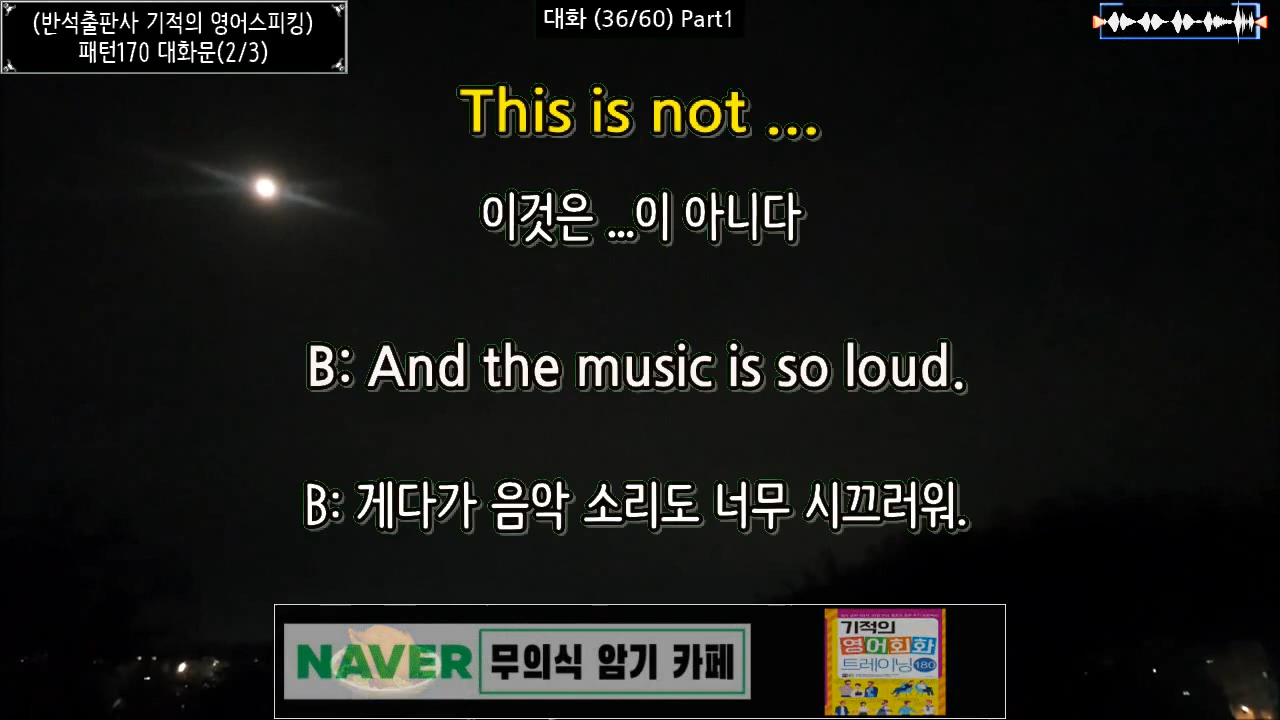 (반석출판사 기적의 영어스피킹)
패턴170 대화문(2/3)
대화 (36/60) Part1
This is not ...
이것은 ...이 아니다
B: And the music is so loud.
B: 게다가 음악 소리도 너무 시끄러워.
NAVER 무의식 암기 카페
기적의
영어회화
트레이닝 180